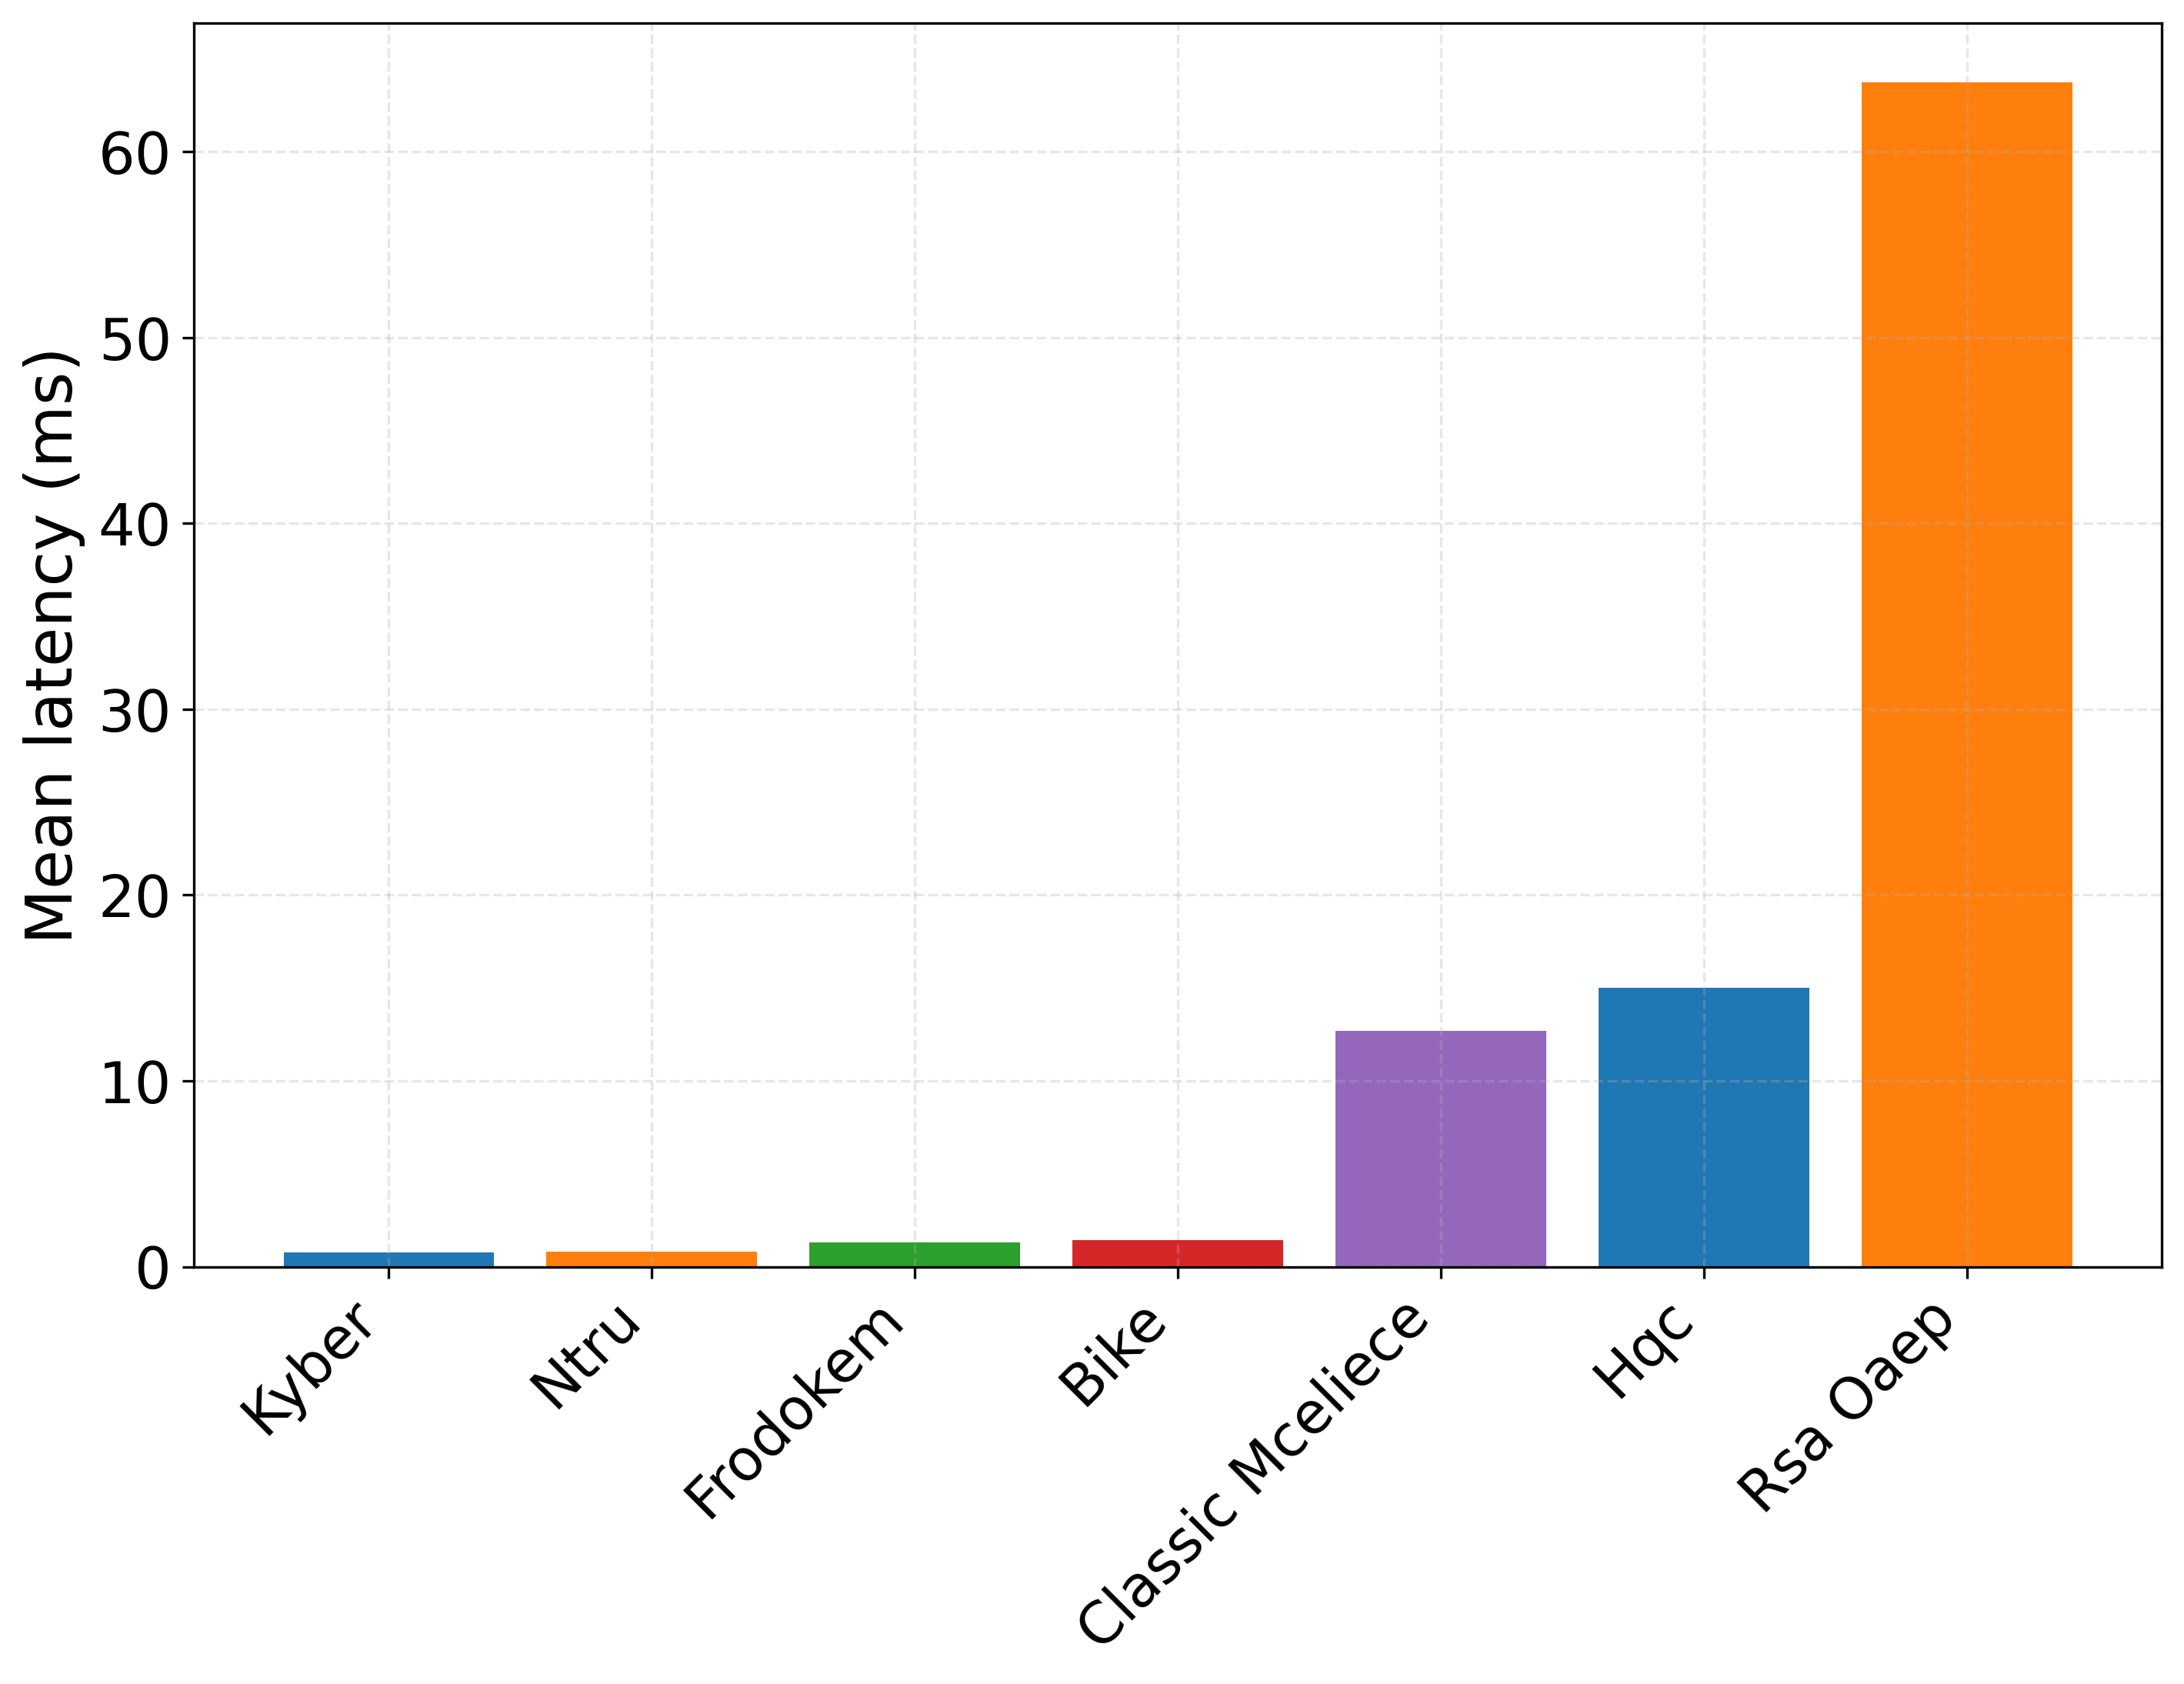 Mean latency (ms)
60
50
40
30
20
10
0
Kyber
Ntru
Frodokem
Bike
Classic Mceliece
Hqc
Rsa Oaep